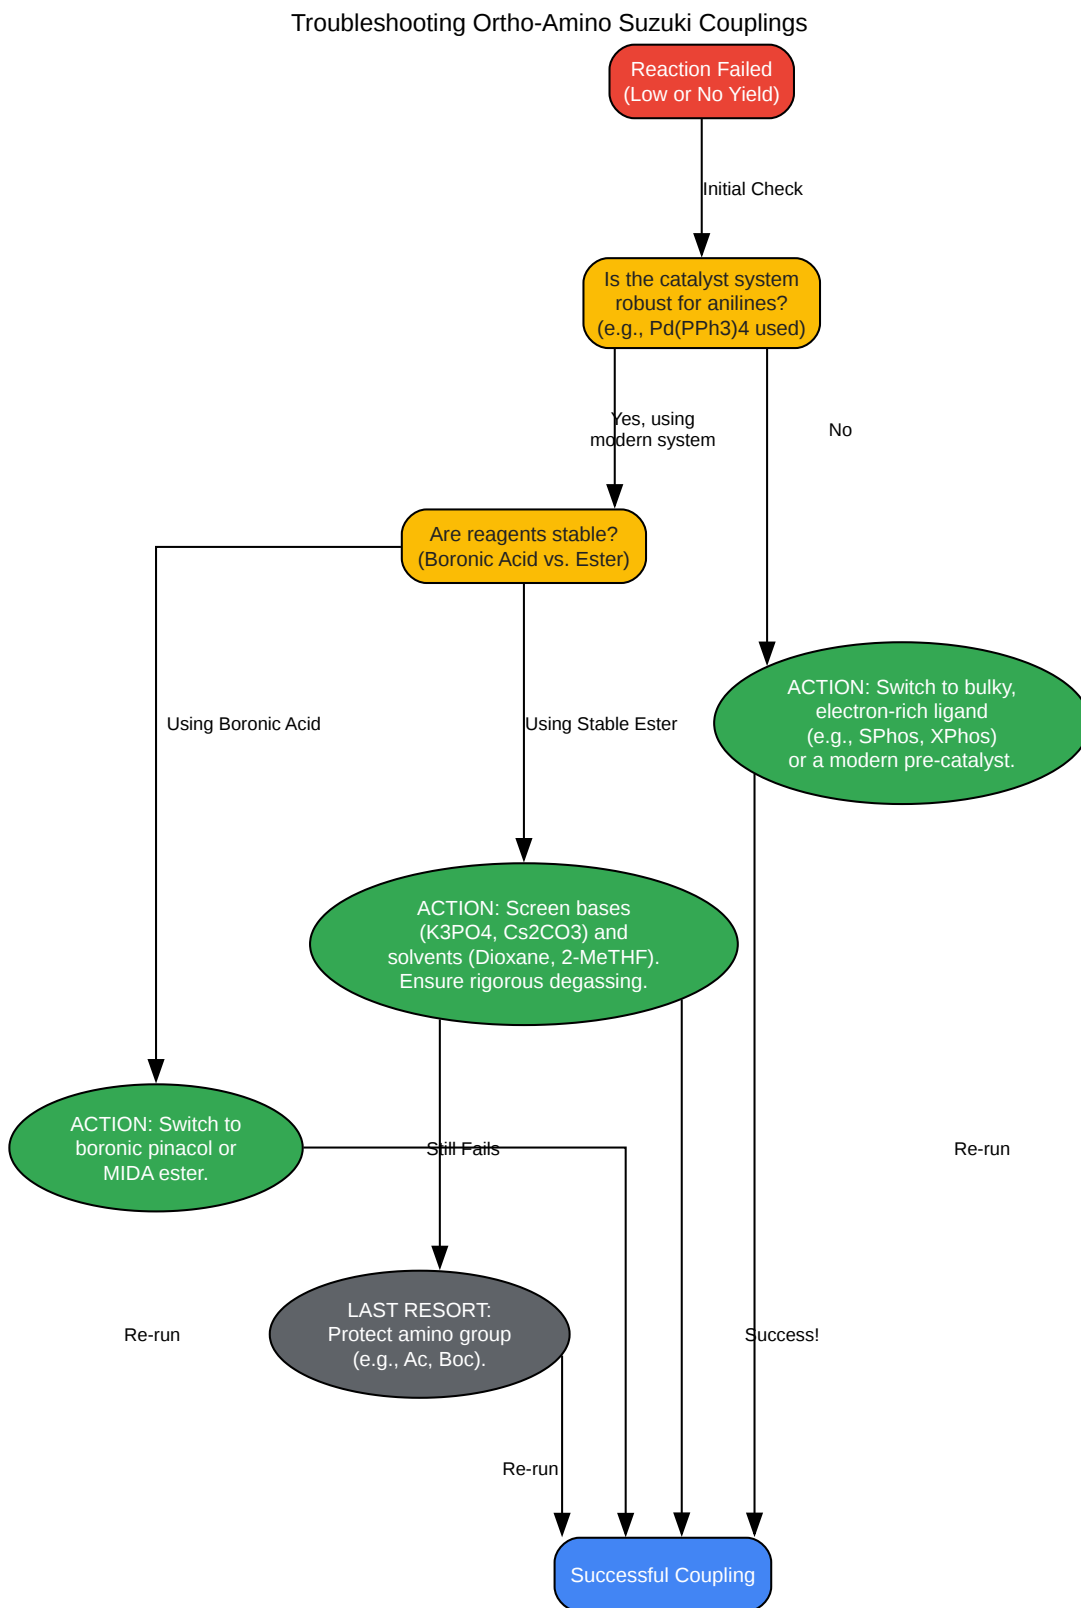 Troubleshooting Ortho-Amino Suzuki Couplings
Reaction Failed
(Low or No Yield)
Initial Check
Is the catalyst system
robust for anilines?
(e.g., Pd(PPh3)4 used)
Yes, using
modern system
No
Are reagents stable?
(Boronic Acid vs. Ester)
Using Boronic Acid
Using Stable Ester
ACTION: Switch to bulky,
electron-rich ligand
(e.g., SPhos, XPhos)
or a modern pre-catalyst.
ACTION: Screen bases
(K3PO4, Cs2CO3) and
solvents (Dioxane, 2-MeTHF).
Ensure rigorous degassing.
ACTION: Switch to
boronic pinacol or
MIDA ester.
Still Fails
Re-run
LAST RESORT:
Protect amino group
(e.g., Ac, Boc).
Re-run
Success!
Re-run
Successful Coupling